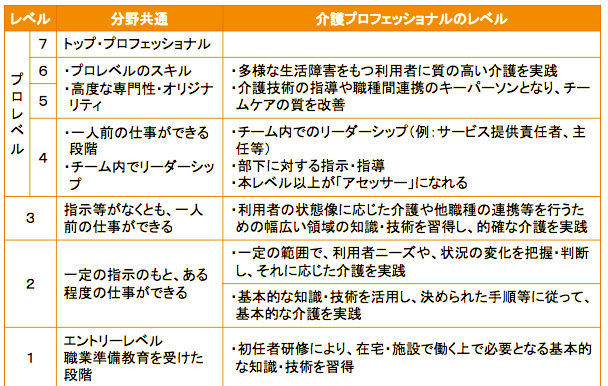 レベル 分野共通 介護プロフェッショナルのレベル
プロレベル
7 トップ・プロフェッショナル
6
5
・プロレベルのスキル
・高度な専門性・オリジナ
リティ
・多様な生活障害をもつ利用者に質の高い介護を実践
・介護技術の指導や職種間連携のキーパーソンとなり、チー
ムケアの質を改善
4
・一人前の仕事ができる
段階
・チーム内でリーダーシッ
プ
・チーム内でのリーダーシップ(例:サービス提供責任者、主
任等)
・部下に対する指示・指導
・本レベル以上が「アセッサー」になれる
3
指示等がなくとも、一人
前の仕事ができる
・利用者の状態像に応じた介護や他職種の連携等を行うた
めの幅広い領域の知識・技術を習得し、的確な介護を実践
2
一定の指示のもと、ある
程度の仕事ができる
・一定の範囲で、利用者ニーズや、状況の変化を把握・判断
し、それに応じた介護を実践
・基本的な知識・技術を活用し、決められた手順等に従って、
基本的な介護を実践
1
エントリーレベル
職業準備教育を受けた
段階
・初任者研修により、在宅・施設で働く上で必要となる基本的
な知識・技術を習得